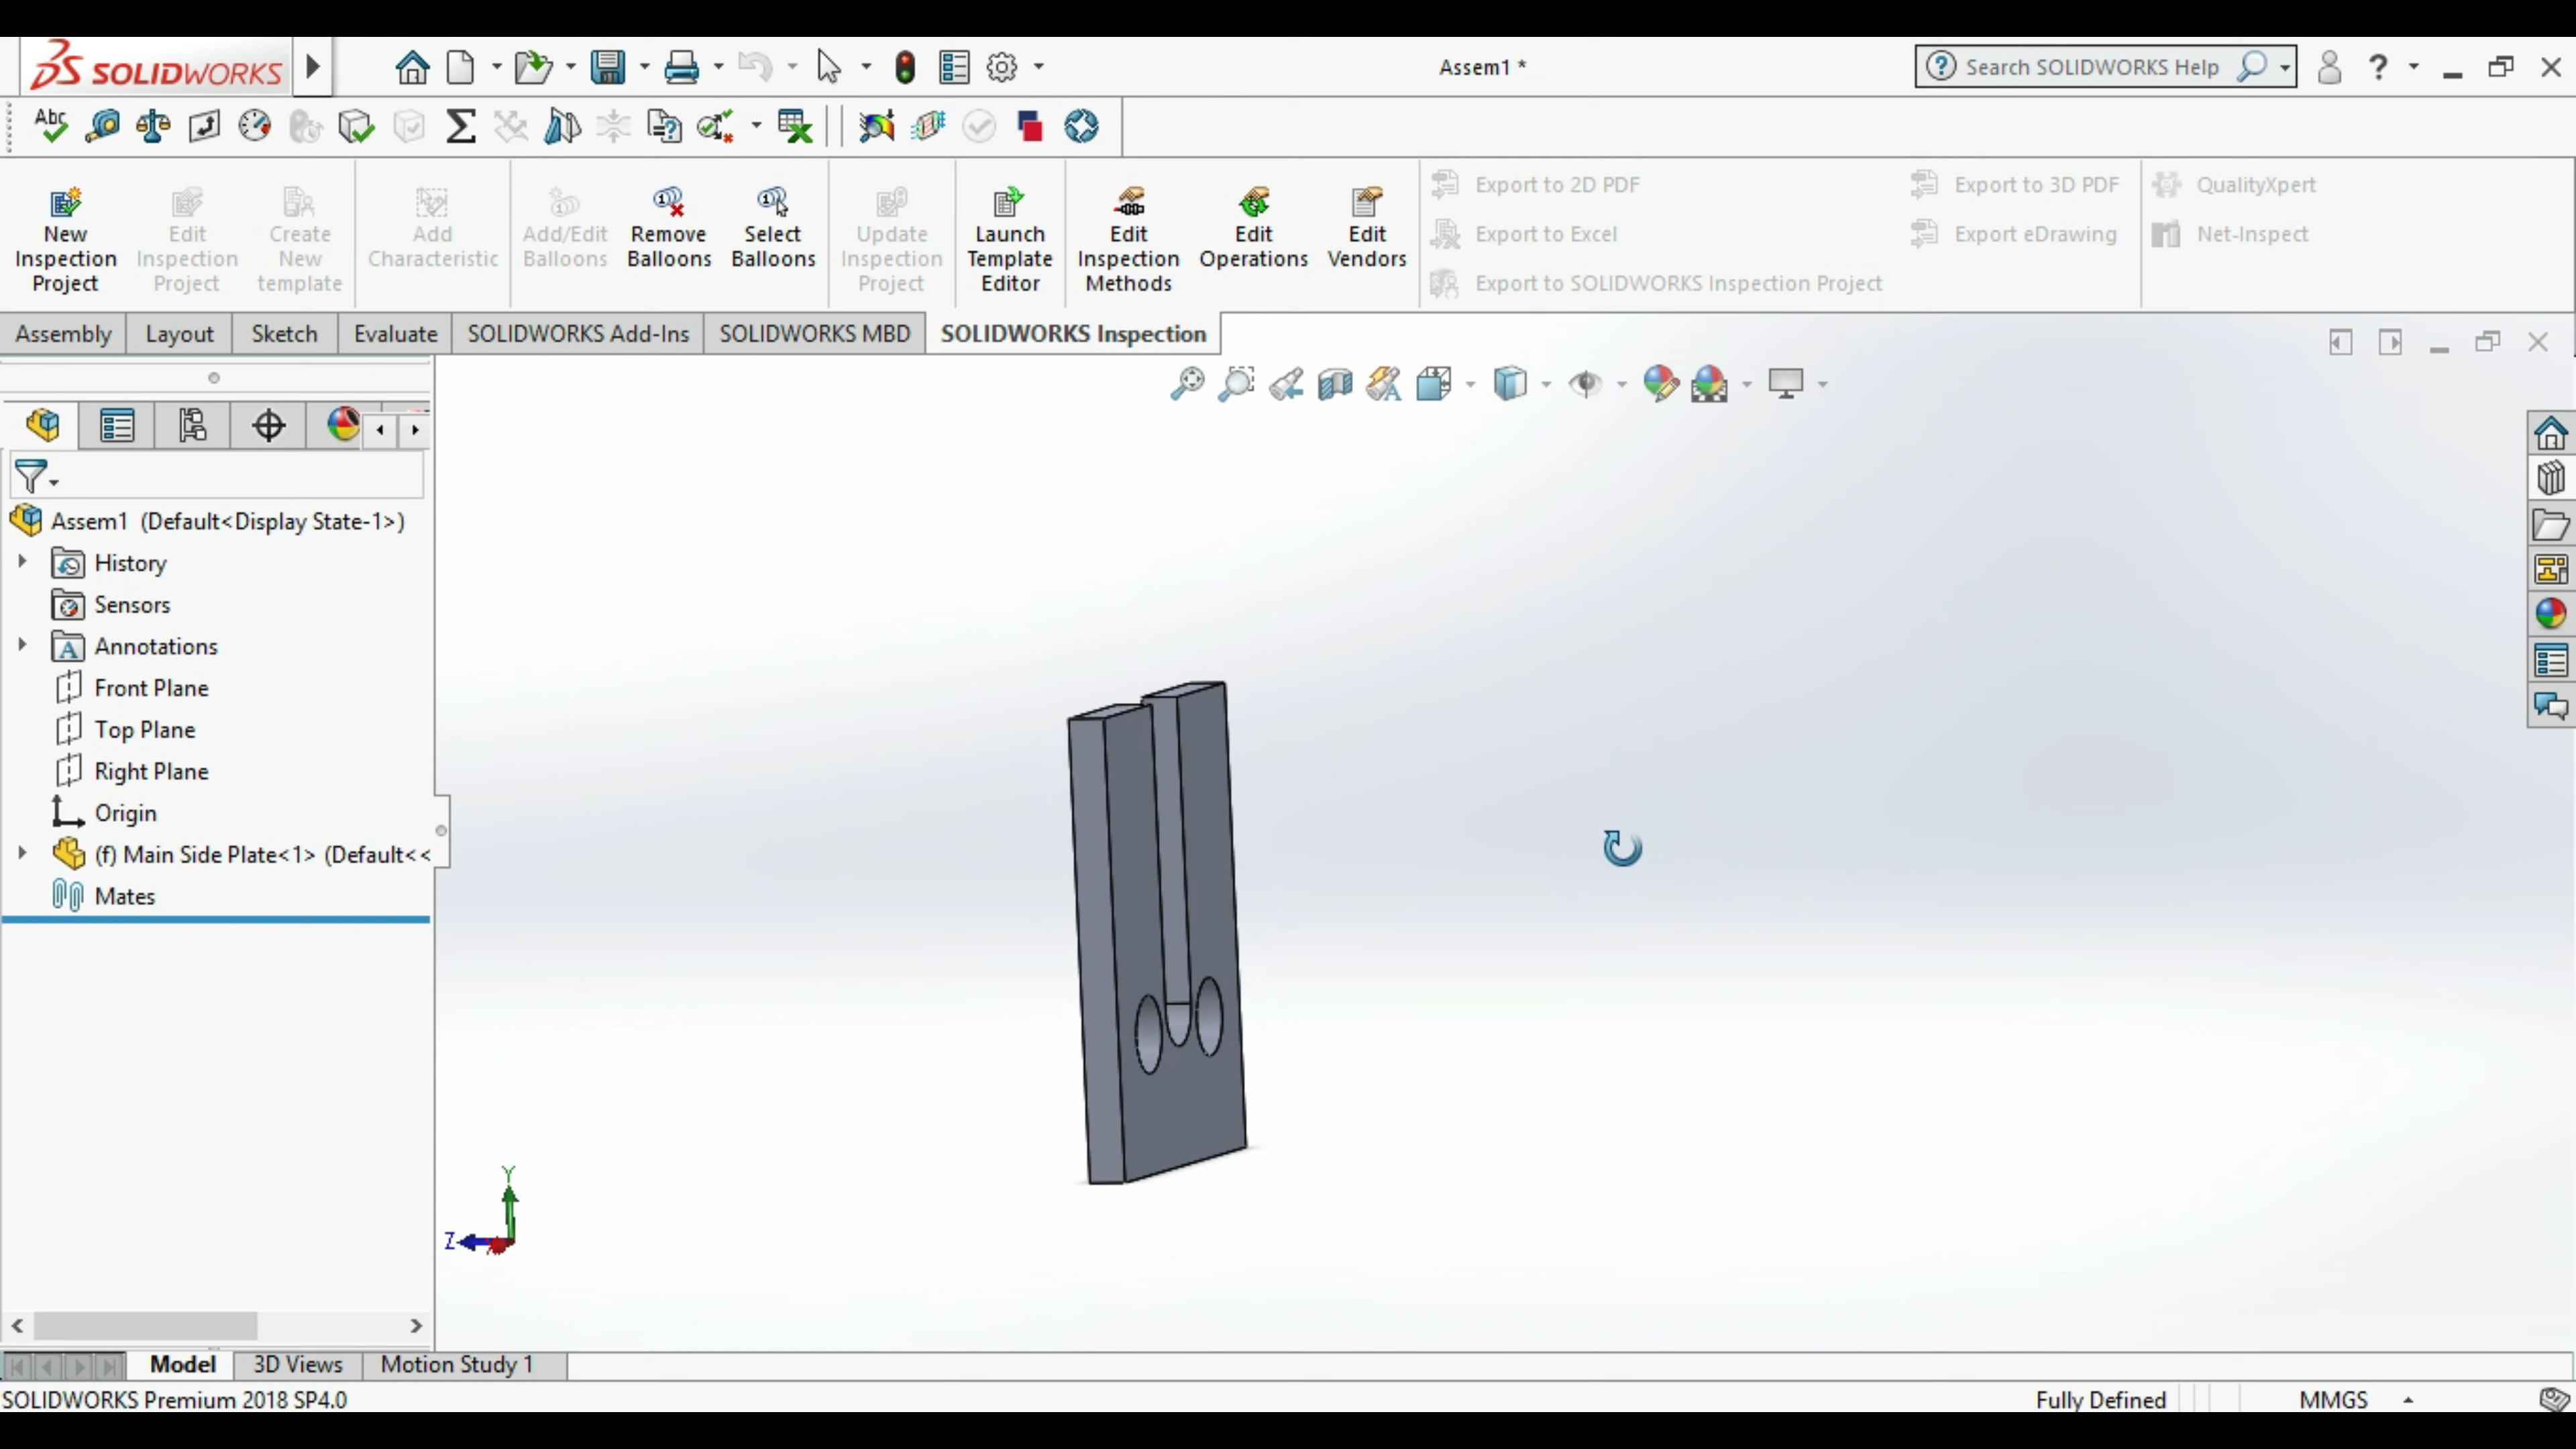 SOLIDWORKS
Assem1 *
Search SOLIDWORKS Help
?
Abc
New Inspection Project
Edit Inspection Project
Create New template
Add Characteristic
Add/Edit Balloons
Remove Balloons
Select Balloons
Update Inspection Project
Launch Template Editor
Edit Inspection Methods
Edit Operations
Edit Vendors
Export to 2D PDF
Export to Excel
Export to SOLIDWORKS Inspection Project
Export to 3D PDF
Export eDrawing
QualityXpert
Net-Inspect
Assembly
Layout
Sketch
Evaluate
SOLIDWORKS Add-Ins
SOLIDWORKS MBD
SOLIDWORKS Inspection
Assem1 (Default<Display State-1>)
History
Sensors
Annotations
Front Plane
Top Plane
Right Plane
Origin
(f) Main Side Plate<1> (Default<<
Mates
Y
Z
Model
3D Views
Motion Study 1
SOLIDWORKS Premium 2018 SP4.0
Fully Defined
MMGS